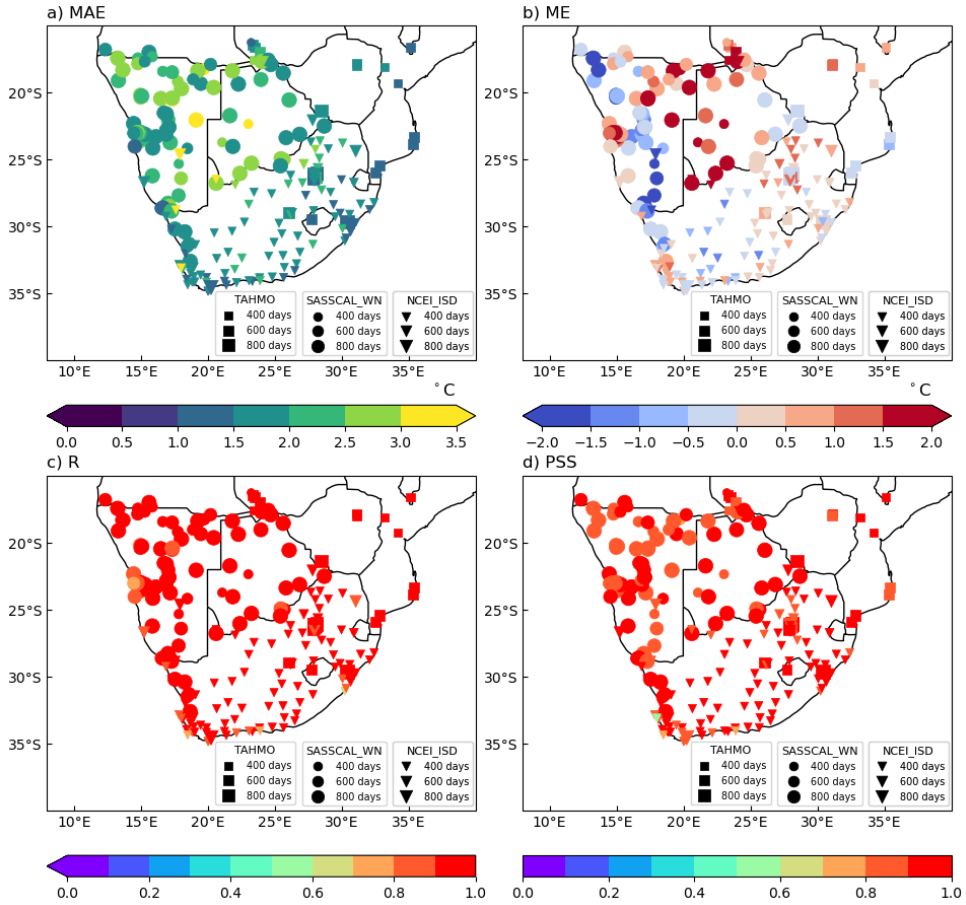 a) MAE
b) ME
20°S
25°S
30°S
35°S
TAHMO
400 days
600 days
800 days
SASSCAL_WN
400 days
600 days
800 days
NCEI_ISD
400 days
600 days
800 days
10°E 15°E 20°E 25°E 30°E 35°E
20°S
25°S
30°S
35°S
TAHMO
400 days
600 days
800 days
SASSCAL_WN
400 days
600 days
800 days
NCEI_ISD
400 days
600 days
800 days
10°E 15°E 20°E 25°E 30°E 35°E
°C
0.0 0.5 1.0 1.5 2.0 2.5 3.0 3.5
°C
−2.0 −1.5 −1.0 −0.5 0.0 0.5 1.0 1.5 2.0
c) R
d) PSS
20°S
25°S
30°S
35°S
TAHMO
400 days
600 days
800 days
SASSCAL_WN
400 days
600 days
800 days
NCEI_ISD
400 days
600 days
800 days
10°E 15°E 20°E 25°E 30°E 35°E
20°S
25°S
30°S
35°S
TAHMO
400 days
600 days
800 days
SASSCAL_WN
400 days
600 days
800 days
NCEI_ISD
400 days
600 days
800 days
10°E 15°E 20°E 25°E 30°E 35°E
0.0 0.2 0.4 0.6 0.8 1.0
0.0 0.2 0.4 0.6 0.8 1.0